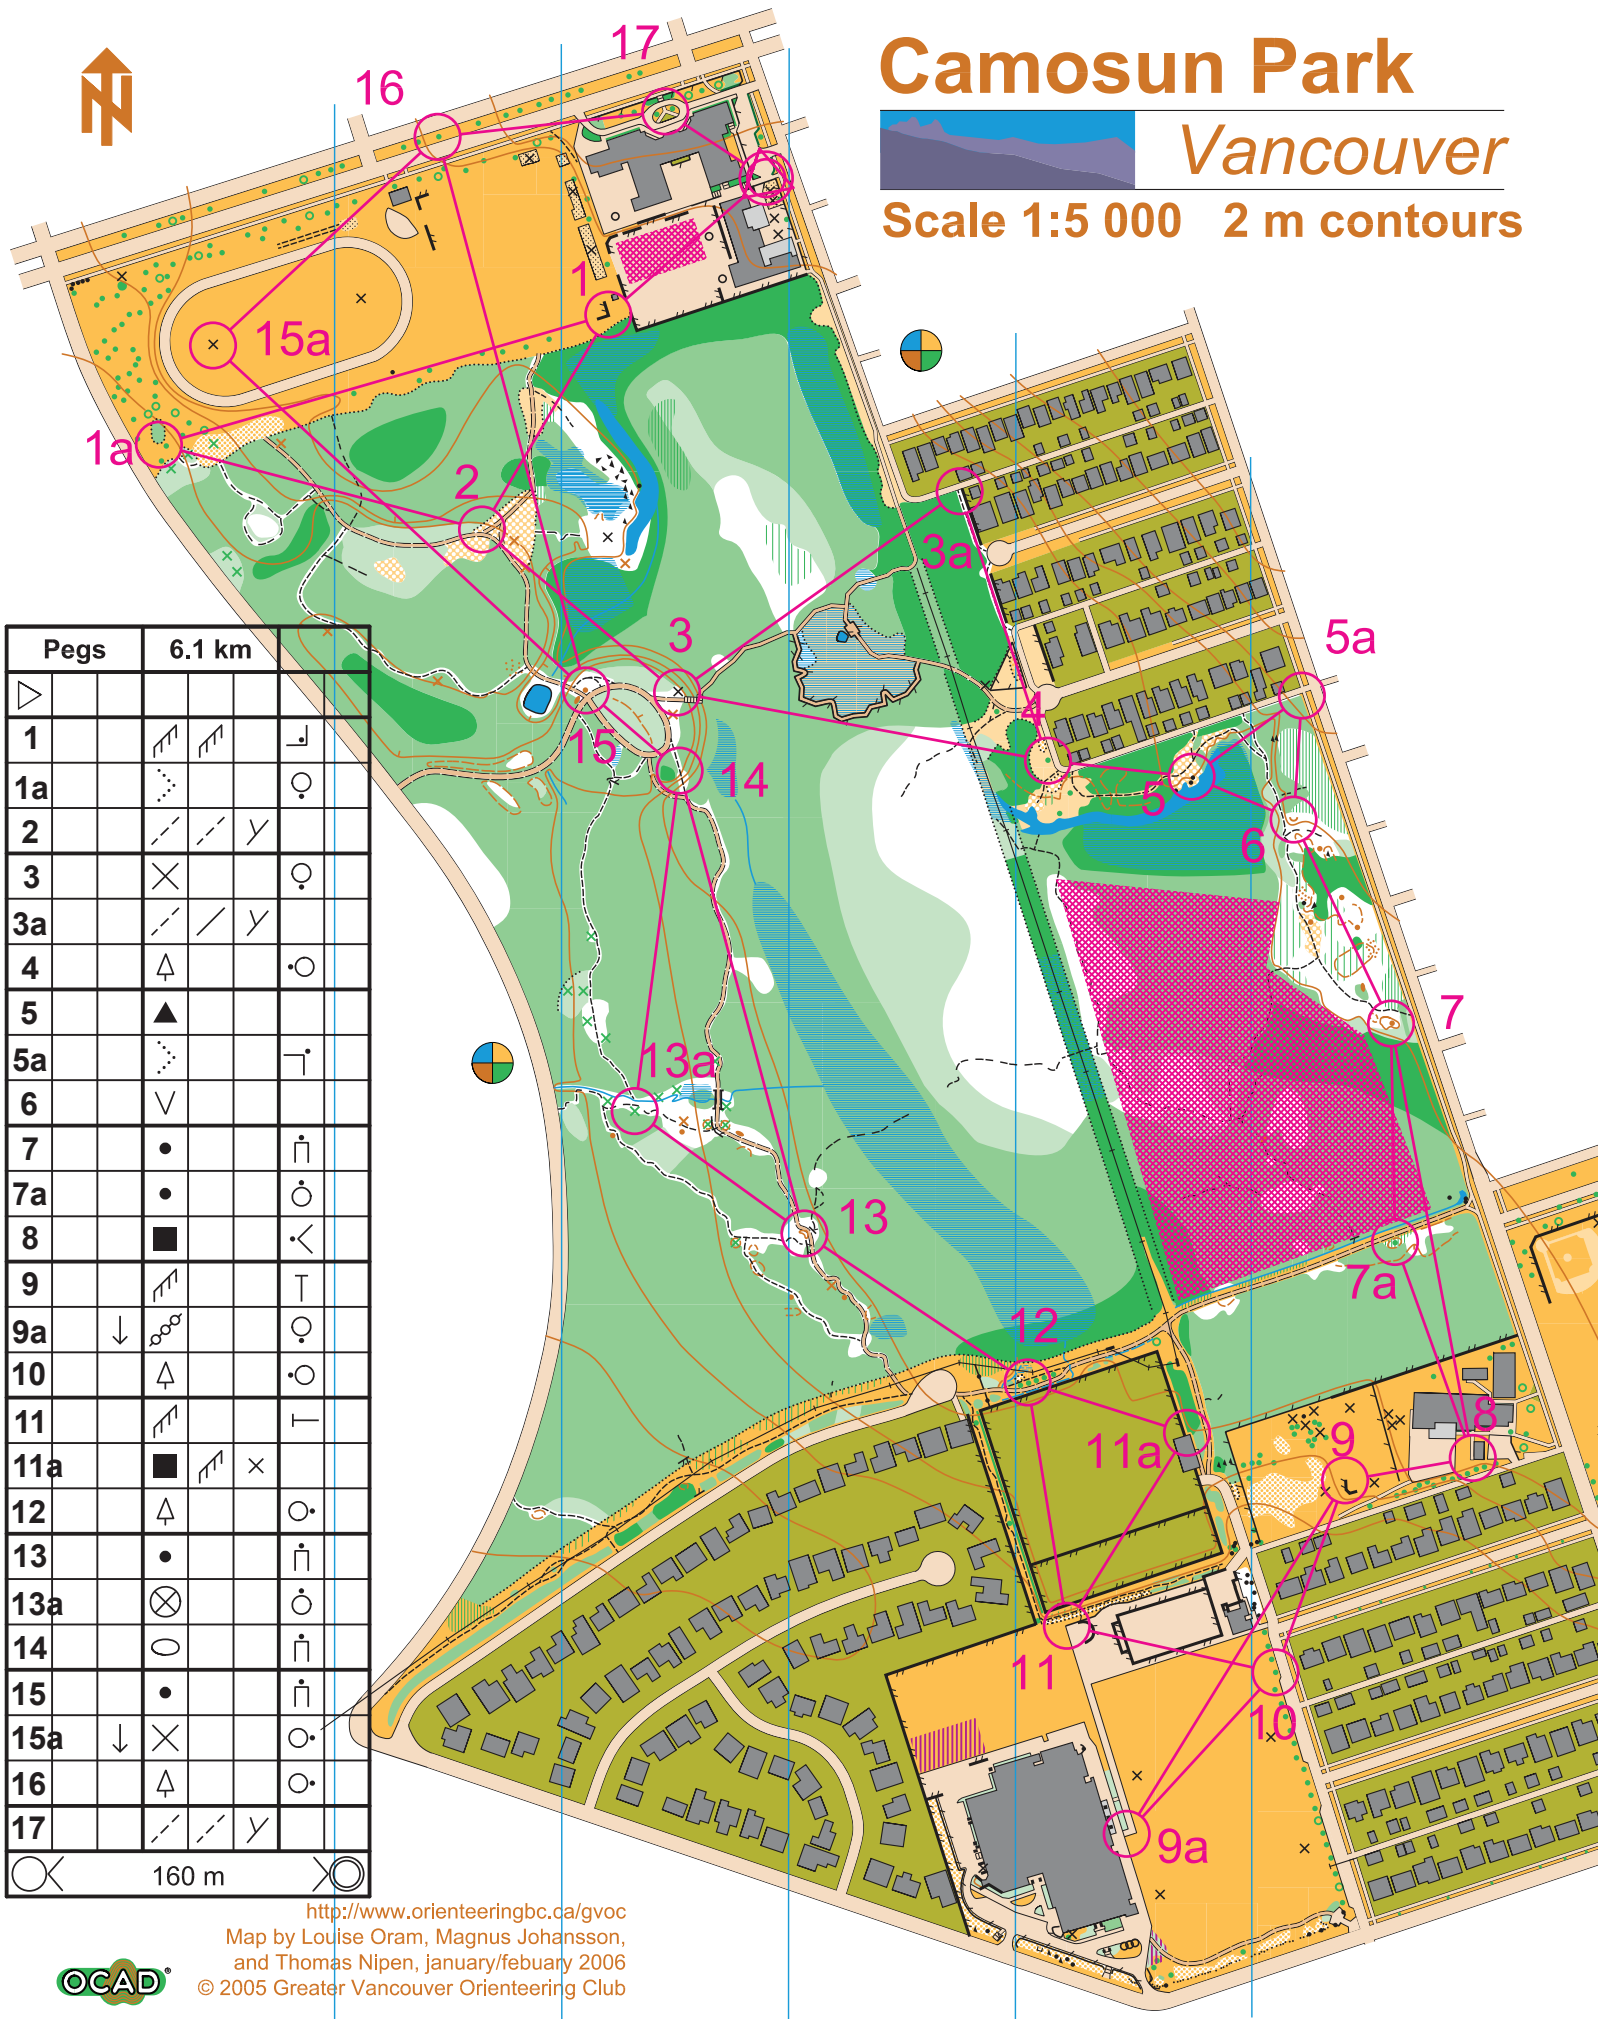 Camosun Park
Vancouver
Scale 1:5 000 2 m contours
17
16
1
15a
1a
2
3a
3
5a
4
15
14
5
6
7
13a
13
7a
12
11a
9
8
11
10
9a
Pegs 6.1 km
1
1a
2
3
3a
4
5
5a
6
7
7a
8
9
9a
10
11
11a
12
13
13a
14
15
15a
16
17
160 m
http://www.orienteeringbc.ca/gvoc
Map by Louise Oram, Magnus Johansson,
and Thomas Nipen, january/febuary 2006
© 2005 Greater Vancouver Orienteering Club
OCAD®